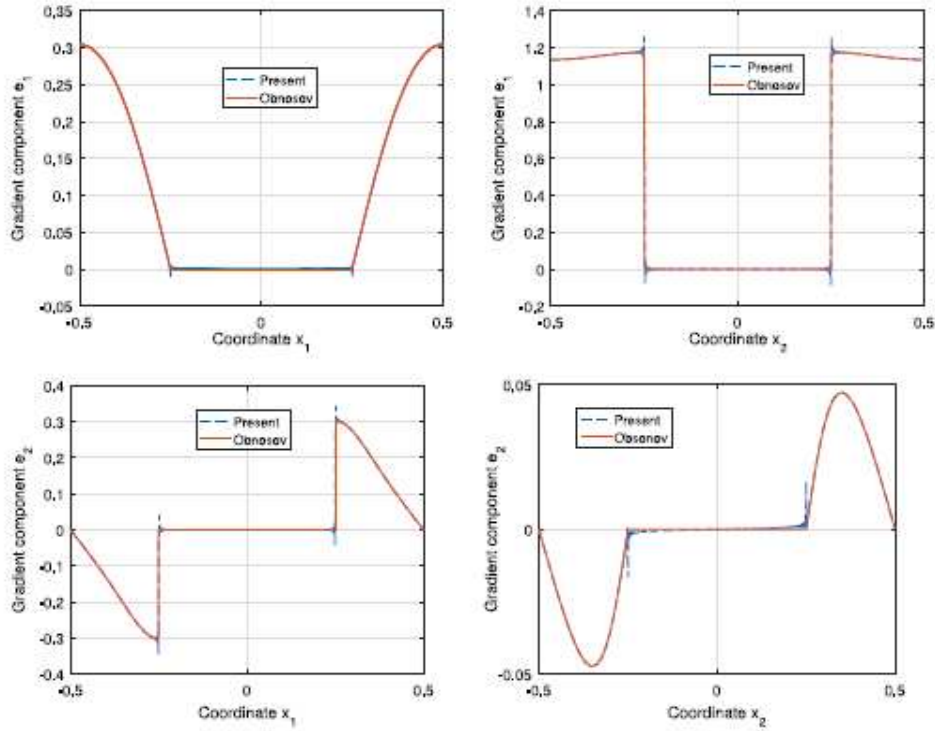 0,35
0.3
0.25
0.2
0.15
0.1
0.05
0
-0.05
Gradient component e1
Present
Obnosov
-0.5 0 0.5
Coordinate x1
1.4
1.2
1
0.8
0.6
0.4
0.2
0
-0.2
Gradient component e1
Present
Obnosov
-0.5 0 0.5
Coordinate x2
0.4
0.3
0.2
0.1
0
-0.1
-0.2
-0.3
-0.4
Gradient component e2
Present
Obnosov
-0.5 0 0.5
Coordinate x1
0.05
0
-0.05
Gradient component e2
Present
Obsonov
-0.5 0 0.5
Coordinate x2